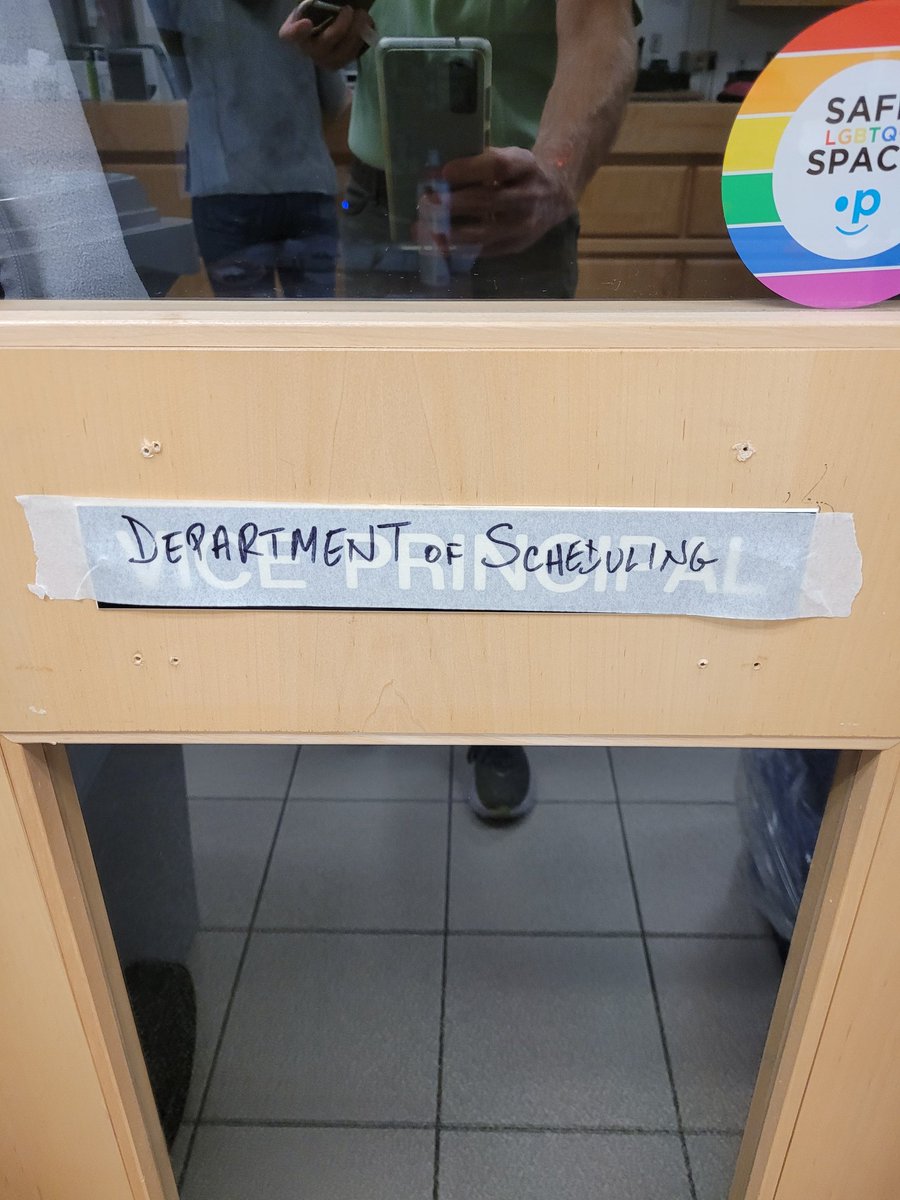 SAFE
LGBTQ
SPACE
DEPARTMENT OF SCHEDULING
VICE PRINCIPAL